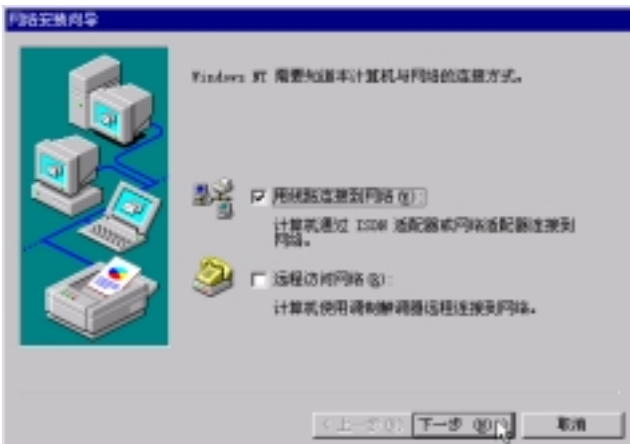 网络安装向导
Windows NT 需要知道本计算机与网络的连接方式。
用线路连接到网络(W):
计算机通过 ISDN 适配器或网络适配器连接到
网络。
远程访问网络(R):
计算机使用调制解调器远程连接到网络。
<上一步(B) 下一步(N)> 取消